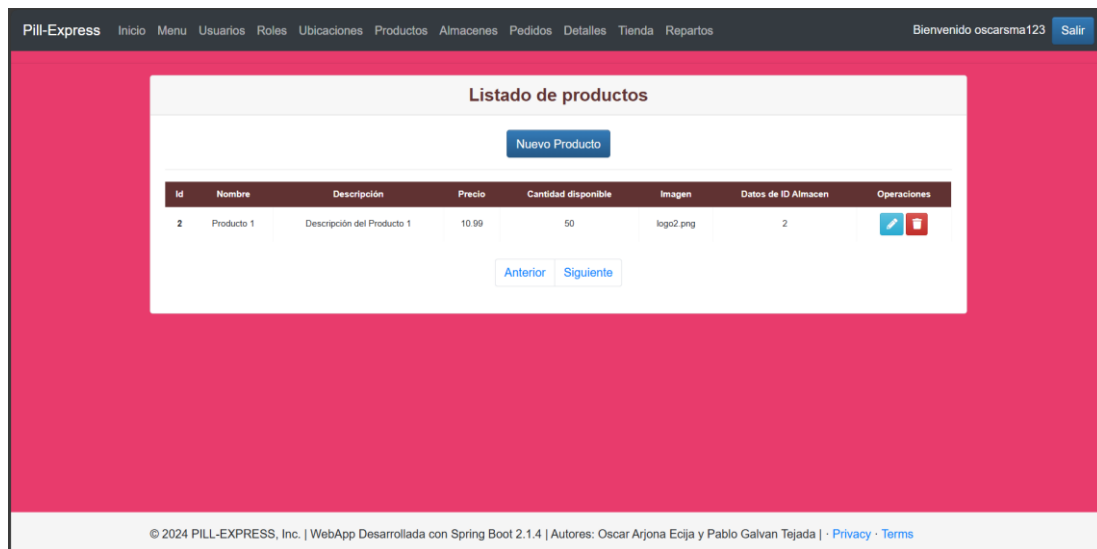 Pill-Express Inicio Menu Usuarios Roles Ubicaciones Productos Almacenes Pedidos Detalles Tienda Repartos Bienvenido oscarsma123 Salir
Listado de productos
Nuevo Producto
Id Nombre Descripción Precio Cantidad disponible Imagen Datos de ID Almacen Operaciones
2 Producto 1 Descripción del Producto 1 10.99 50 logo2.png 2
Anterior Siguiente
© 2024 PILL-EXPRESS, Inc. | WebApp Desarrollada con Spring Boot 2.1.4 | Autores: Oscar Arjona Ecija y Pablo Galvan Tejada | · Privacy · Terms